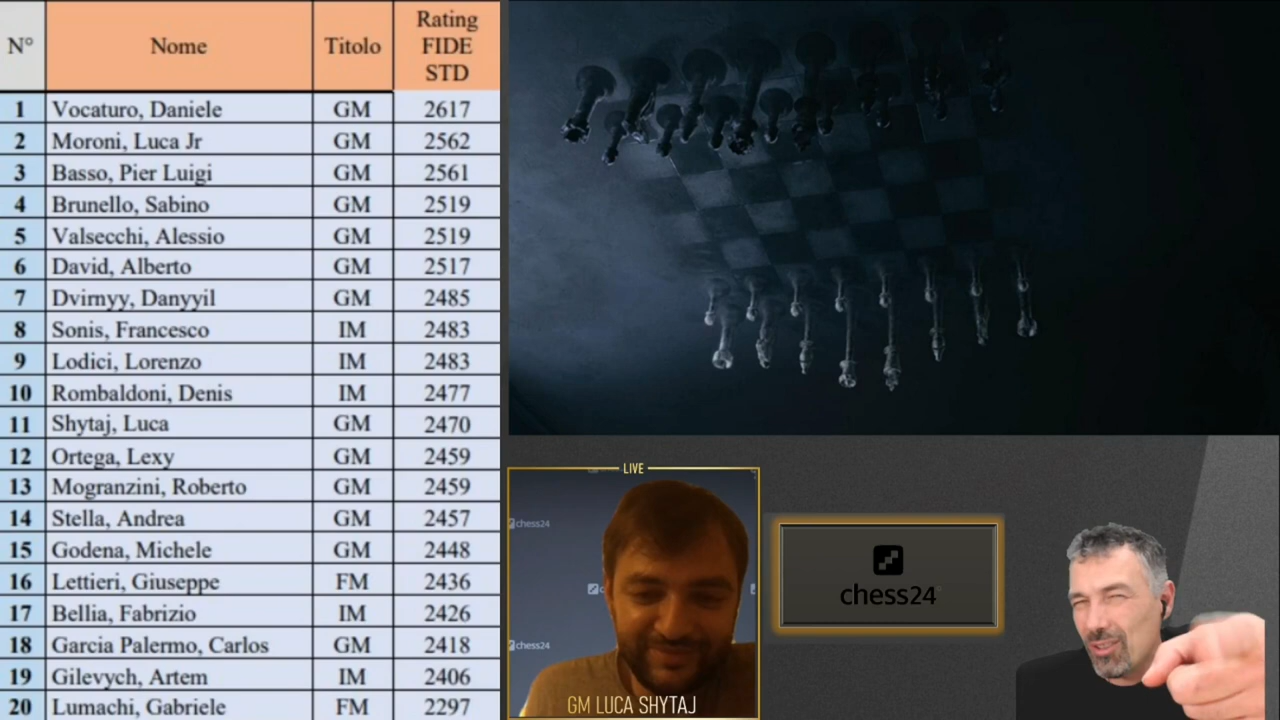 N° Nome Titolo Rating FIDE STD
1 Vocaturo, Daniele GM 2617
2 Moroni, Luca Jr GM 2562
3 Basso, Pier Luigi GM 2561
4 Brunello, Sabino GM 2519
5 Valsecchi, Alessio GM 2519
6 David, Alberto GM 2517
7 Dvirnyy, Danyyil GM 2485
8 Sonis, Francesco IM 2483
9 Lodici, Lorenzo IM 2483
10 Rombaldoni, Denis IM 2477
11 Shytaj, Luca GM 2470
12 Ortega, Lexy GM 2459
13 Mogranzini, Roberto GM 2459
14 Stella, Andrea GM 2457
15 Godena, Michele GM 2448
16 Lettieri, Giuseppe FM 2436
17 Bellia, Fabrizio IM 2426
18 Garcia Palermo, Carlos GM 2418
19 Gilevych, Artem IM 2406
20 Lumachi, Gabriele FM 2297
LIVE
chess24
chess24
GM LUCA SHYTAJ
chess24